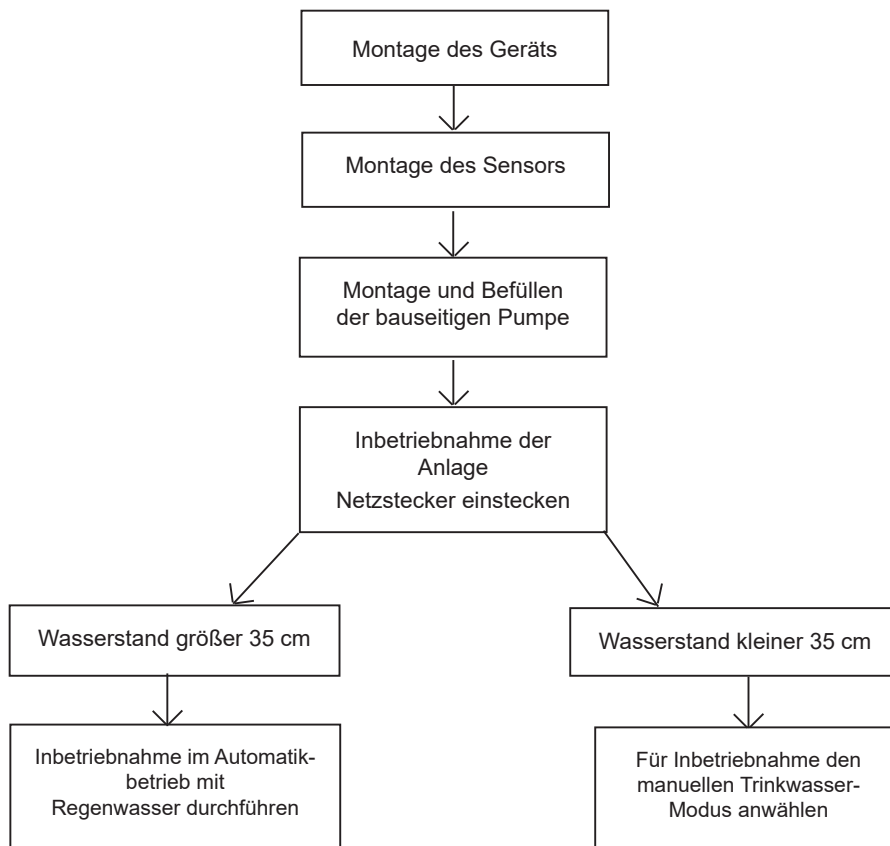 Montage des Geräts
Montage des Sensors
Montage und Befüllen
der bauseitigen Pumpe
Inbetriebnahme der
Anlage
Netzstecker einstecken
Wasserstand größer 35 cm
Wasserstand kleiner 35 cm
Inbetriebnahme im Automatik-
betrieb mit
Regenwasser durchführen
Für Inbetriebnahme den
manuellen Trinkwasser-
Modus anwählen